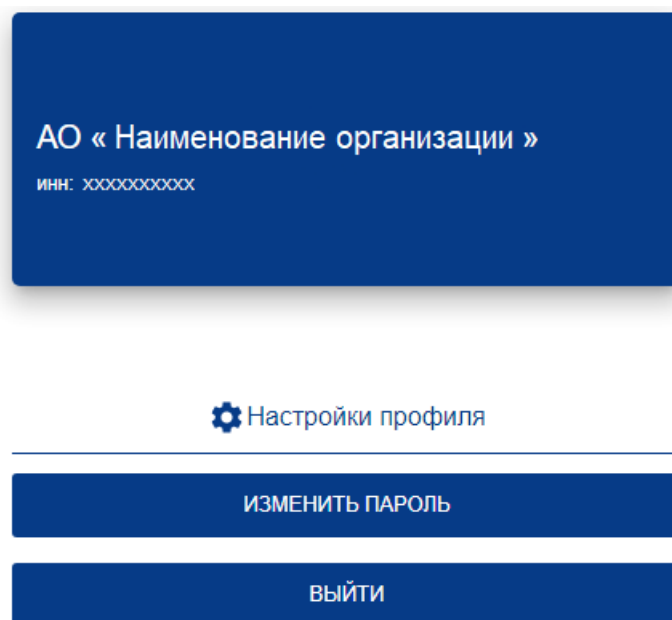 АО « Наименование организации »
инн: xxxxxxxxxx
Настройки профиля
ИЗМЕНИТЬ ПАРОЛЬ
ВЫЙТИ